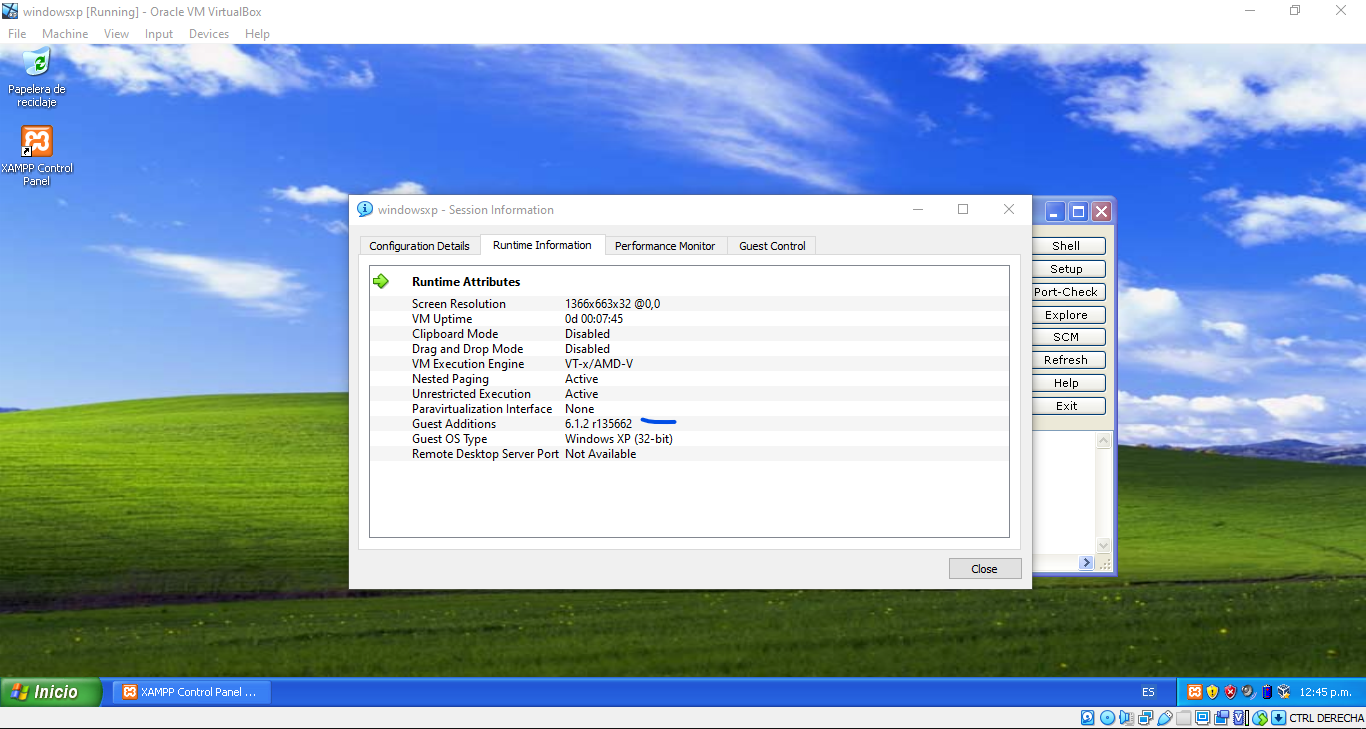 windowsxp [Running] - Oracle VM VirtualBox
File Machine View Input Devices Help
Papelera de
reciclaje
XAMPP Control
Panel
windowsxp - Session Information
Configuration Details Runtime Information Performance Monitor Guest Control
Runtime Attributes
Screen Resolution 1366x663x32 @0,0
VM Uptime 0d 00:07:45
Clipboard Mode Disabled
Drag and Drop Mode Disabled
VM Execution Engine VT-x/AMD-V
Nested Paging Active
Unrestricted Execution Active
Paravirtualization Interface None
Guest Additions 6.1.2 r135662
Guest OS Type Windows XP (32-bit)
Remote Desktop Server Port Not Available
Close
Shell
Setup
Port-Check
Explore
SCM
Refresh
Help
Exit
Inicio XAMPP Control Panel ... ES 12:45 p.m.
CTRL DERECHA